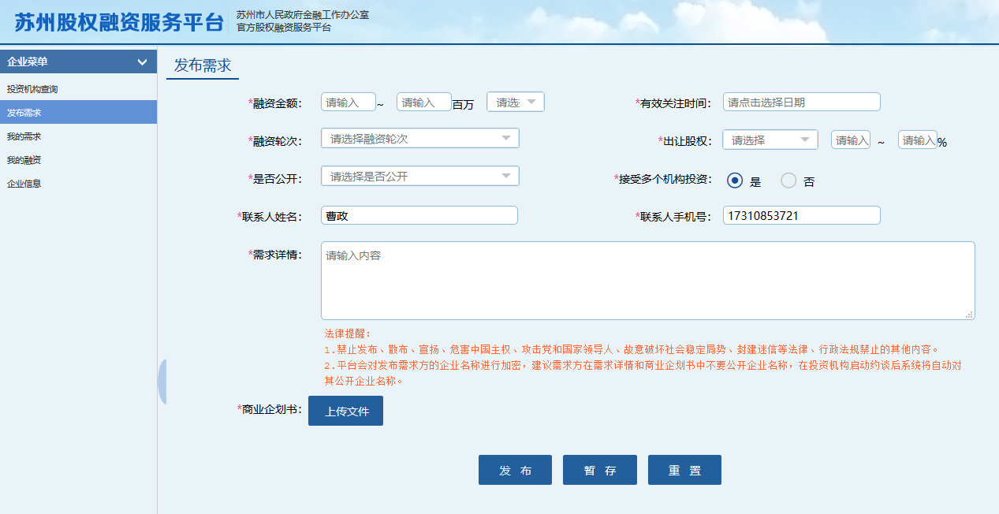 苏州股权融资服务平台
苏州市人民政府金融工作办公室
官方股权融资服务平台
企业菜单
投资机构查询
发布需求
我的需求
我的融资
企业信息
发布需求
*融资金额： 请输入 ~ 请输入 百万 请选 *有效关注时间： 请点击选择日期
*融资轮次： 请选择融资轮次 *出让股权： 请选择 请输入 ~ 请输入 %
*是否公开： 请选择是否公开 *接受多个机构投资： 是 否
*联系人姓名： 曹政 *联系人手机号： 17310853721
*需求详情： 请输入内容
法律提醒：
1.禁止发布、散布、宣扬、危害中国主权、攻击党和国家领导人、故意破坏社会稳定局势、封建迷信等法律、行政法规禁止的其他内容。
2.平台会对发布需求方的企业名称进行加密，建议需求方在需求详情和商业企划书中不要公开企业名称，在投资机构启动约谈后系统将自动对
其公开企业名称。
*商业企划书： 上传文件
发 布 暂 存 重 置